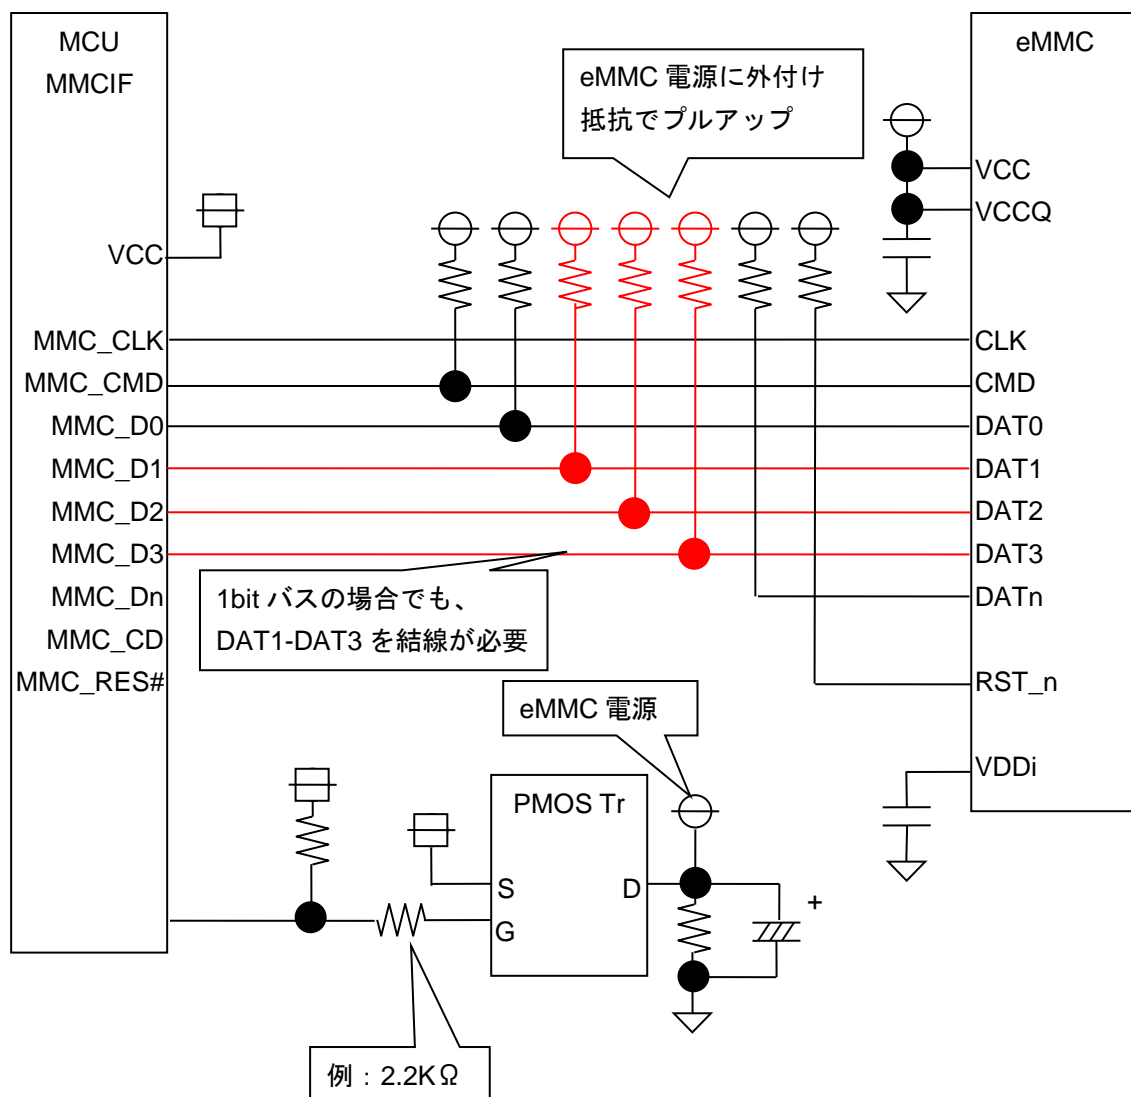 MCU
MMCIF
eMMC
eMMC 電源に外付け
抵抗でプルアップ
VCC
VCCQ
VCC
MMC_CLK
CLK
MMC_CMD
CMD
MMC_D0
DAT0
MMC_D1
DAT1
MMC_D2
DAT2
MMC_D3
DAT3
MMC_Dn
DATn
1bit バスの場合でも、
DAT1-DAT3 を結線が必要
MMC_CD
MMC_RES#
RST_n
eMMC 電源
VDDi
PMOS Tr
S
D
G
+
例：2.2KΩ